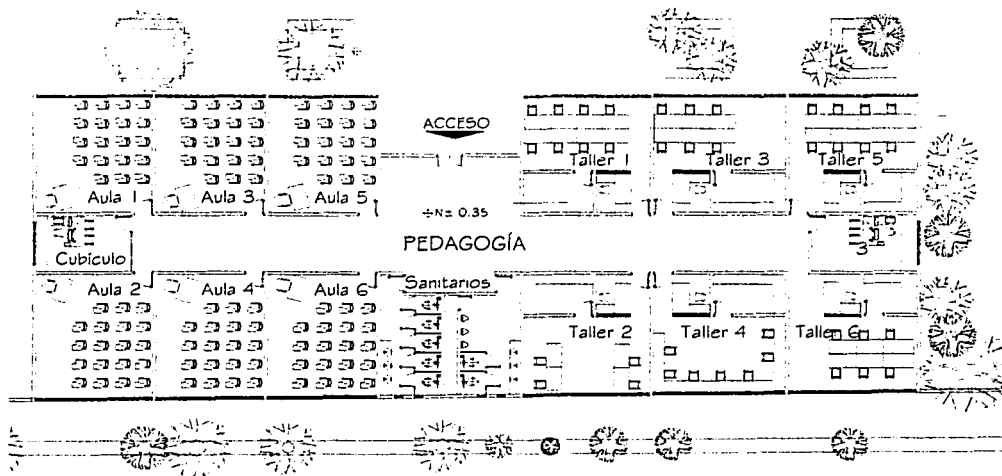 ACCESO
Taller 1 Taller 3 Taller 5
Aula 1 Aula 3 Aula 5
÷N± 0.35
PEDAGOGÍA
Cubículo 3
Sanitarios
Aula 2 Aula 4 Aula 6
Taller 2 Taller 4 Taller 6